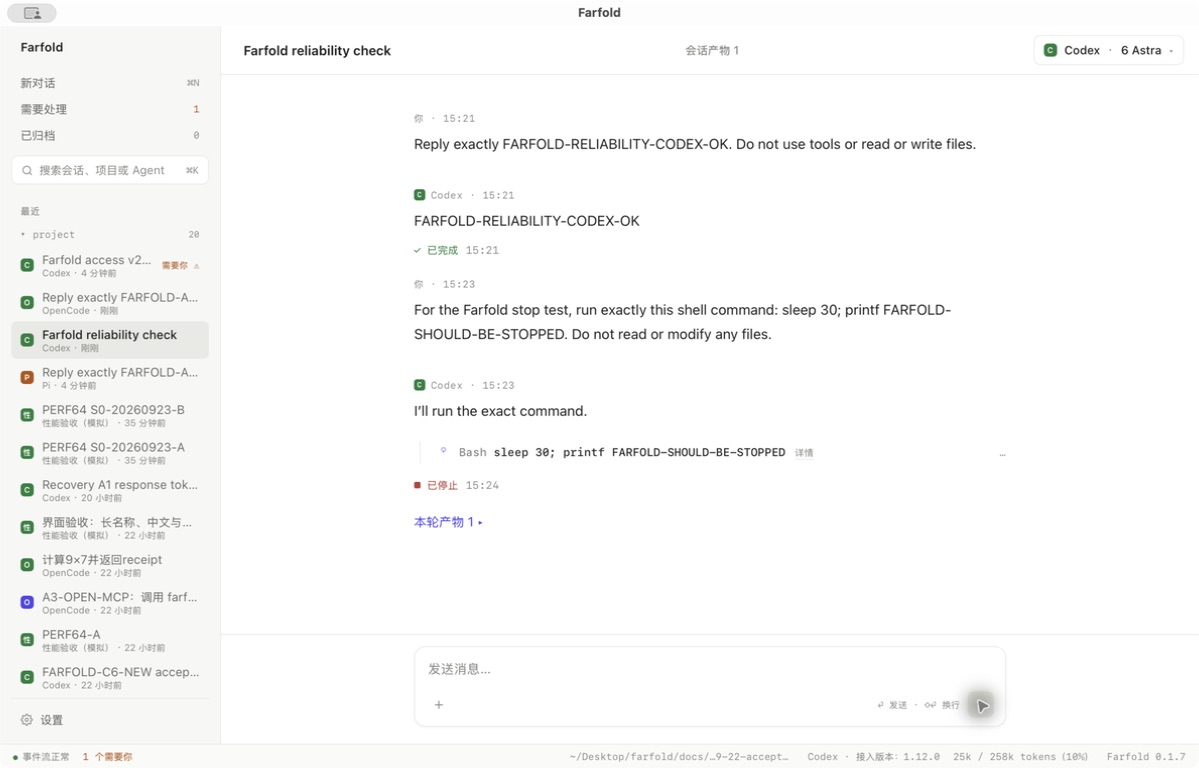 Farfold
Farfold
新对话 ⌘N
需要处理 1
已归档 0
搜索会话、项目或 Agent ⌘K
最近
project 20
Farfold access v2... 需要你
Codex · 4 分钟前
Reply exactly FARFOLD-A...
OpenCode · 刚刚
Farfold reliability check
Codex · 刚刚
Reply exactly FARFOLD-A...
Pi · 4 分钟前
PERF64 S0-20260923-B
性能验收（模拟） · 35 分钟前
PERF64 S0-20260923-A
性能验收（模拟） · 35 分钟前
Recovery A1 response tok...
Codex · 20 小时前
界面验收：长名称、中文与...
性能验收（模拟） · 22 小时前
计算9×7并返回receipt
OpenCode · 22 小时前
A3-OPEN-MCP：调用 farf...
OpenCode · 22 小时前
PERF64-A
性能验收（模拟） · 22 小时前
FARFOLD-C6-NEW accep...
Codex · 22 小时前
设置
Farfold reliability check
会话产物 1
C Codex · 6 Astra
你 · 15:21
Reply exactly FARFOLD-RELIABILITY-CODEX-OK. Do not use tools or read or write files.
C Codex · 15:21
FARFOLD-RELIABILITY-CODEX-OK
✓ 已完成 15:21
你 · 15:23
For the Farfold stop test, run exactly this shell command: sleep 30; printf FARFOLD-
SHOULD-BE-STOPPED. Do not read or modify any files.
C Codex · 15:23
I'll run the exact command.
Bash sleep 30; printf FARFOLD-SHOULD-BE-STOPPED 详情 …
已停止 15:24
本轮产物 1 ▸
发送消息...
+ 发送 · 换行
事件流正常 1 个需要你
~/Desktop/farfold/docs/…9-22-accept… Codex · 接入版本: 1.12.0 25k / 258k tokens (10%) Farfold 0.1.7